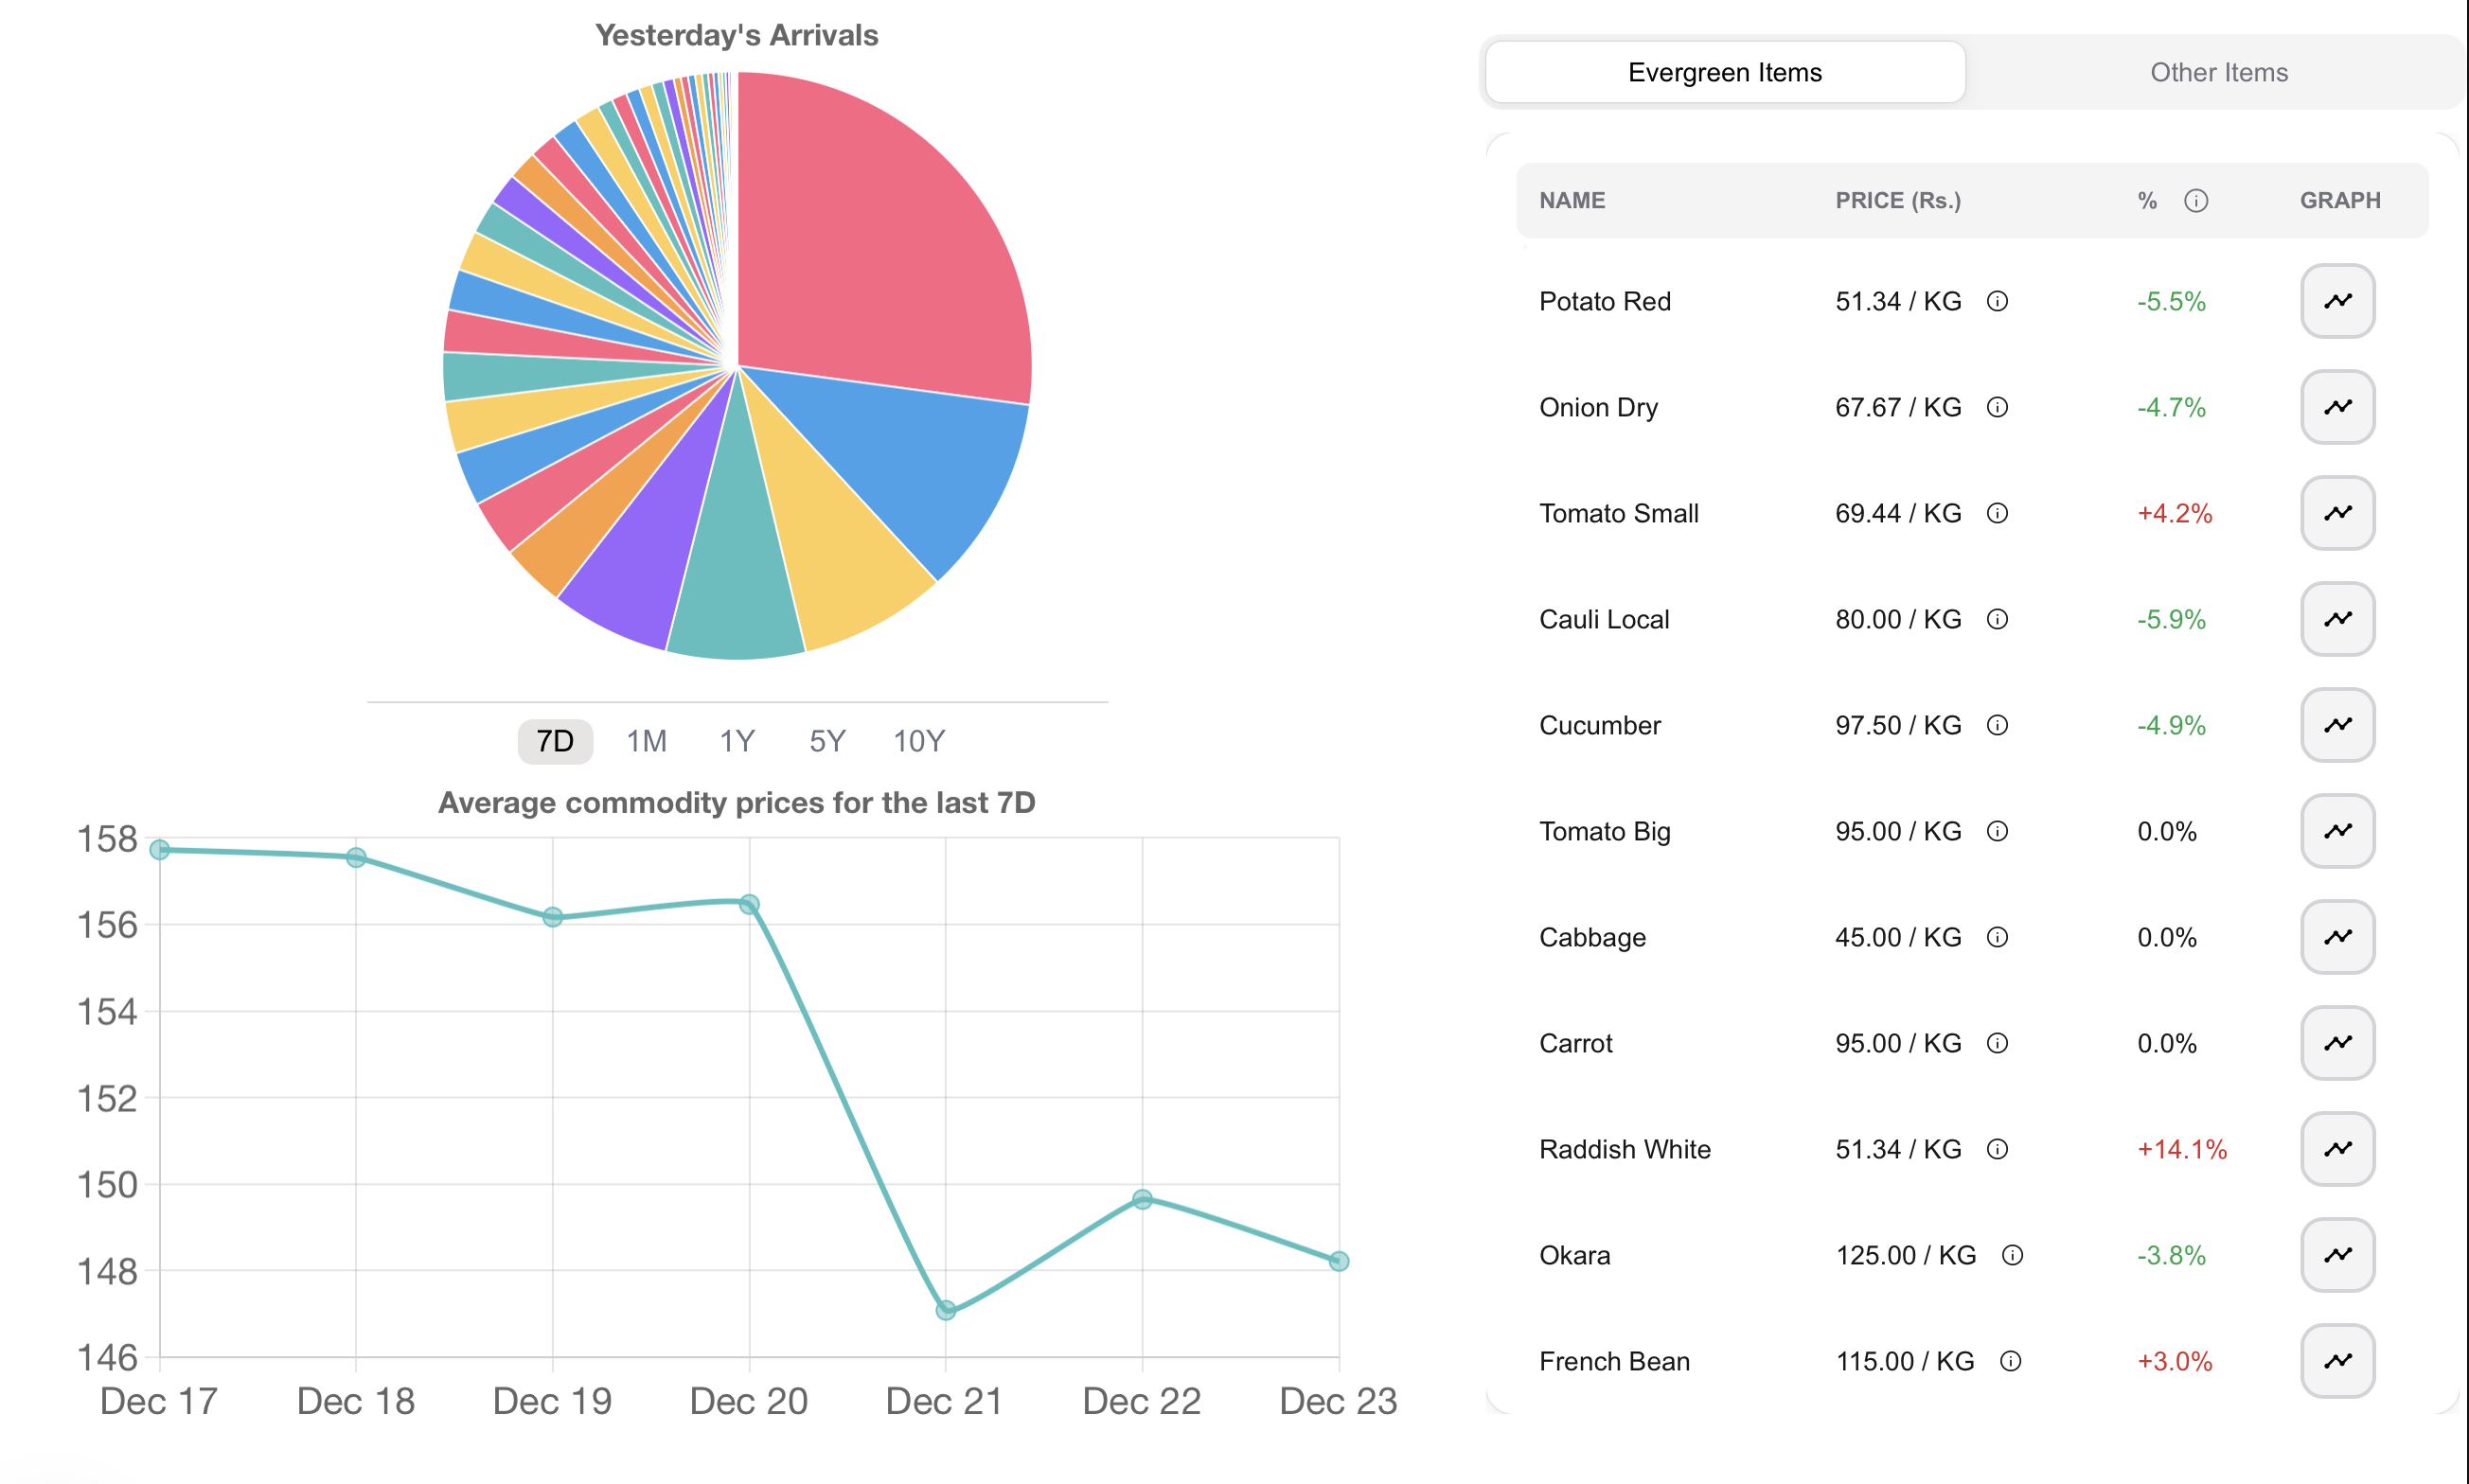 Yesterday's Arrivals
7D 1M 1Y 5Y 10Y
Average commodity prices for the last 7D
158
156
154
152
150
148
146
Dec 17 Dec 18 Dec 19 Dec 20 Dec 21 Dec 22 Dec 23
Evergreen Items Other Items
NAME PRICE (Rs.) % GRAPH
Potato Red 51.34 / KG -5.5%
Onion Dry 67.67 / KG -4.7%
Tomato Small 69.44 / KG +4.2%
Cauli Local 80.00 / KG -5.9%
Cucumber 97.50 / KG -4.9%
Tomato Big 95.00 / KG 0.0%
Cabbage 45.00 / KG 0.0%
Carrot 95.00 / KG 0.0%
Raddish White 51.34 / KG +14.1%
Okara 125.00 / KG -3.8%
French Bean 115.00 / KG +3.0%